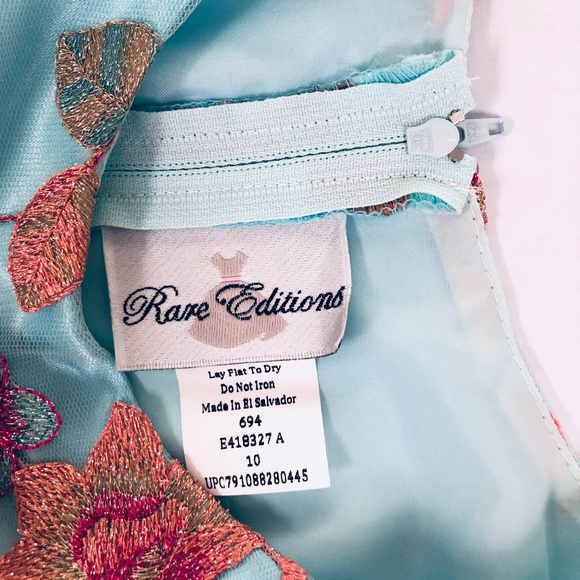 Rare Editions
Lay Flat To Dry
Do Not Iron
Made In El Salvador
694
E418327 A
10
UPC791088280445